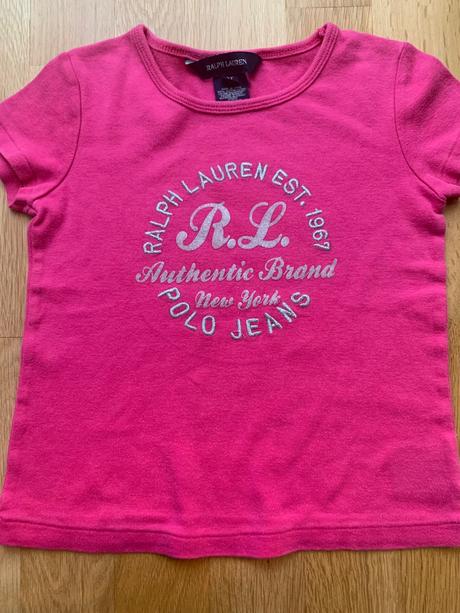 RALPH LAUREN
RALPH LAUREN EST. 1967
R.L.
Authentic Brand
New York
POLO JEANS